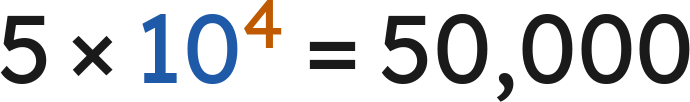 5 × 10⁴ = 50,000